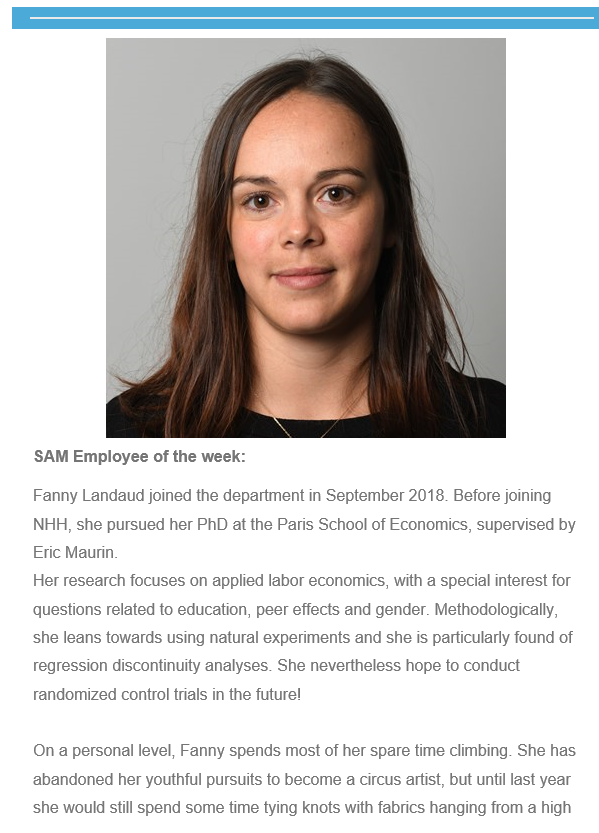 SAM Employee of the week:
Fanny Landaud joined the department in September 2018. Before joining
NHH, she pursued her PhD at the Paris School of Economics, supervised by
Eric Maurin.
Her research focuses on applied labor economics, with a special interest for
questions related to education, peer effects and gender. Methodologically,
she leans towards using natural experiments and she is particularly found of
regression discontinuity analyses. She nevertheless hope to conduct
randomized control trials in the future!
On a personal level, Fanny spends most of her spare time climbing. She has
abandoned her youthful pursuits to become a circus artist, but until last year
she would still spend some time tying knots with fabrics hanging from a high